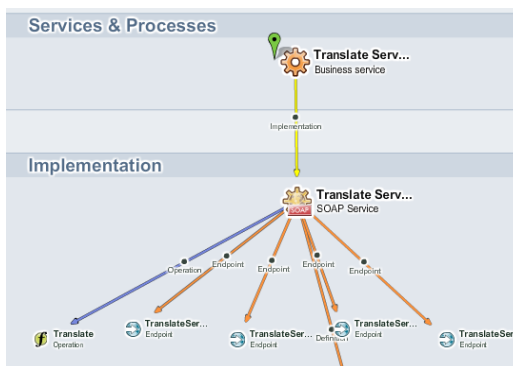 Services & Processes
Translate Serv...
Business service
Implementation
Implementation
Translate Serv...
SOAP
SOAP Service
Operation
Endpoint
Endpoint
Endpoint
Endpoint
Translate
Operation
TranslateSer...
Endpoint
TranslateSer...
Endpoint
TranslateSer...
Endpoint
TranslateSer
Endpoint